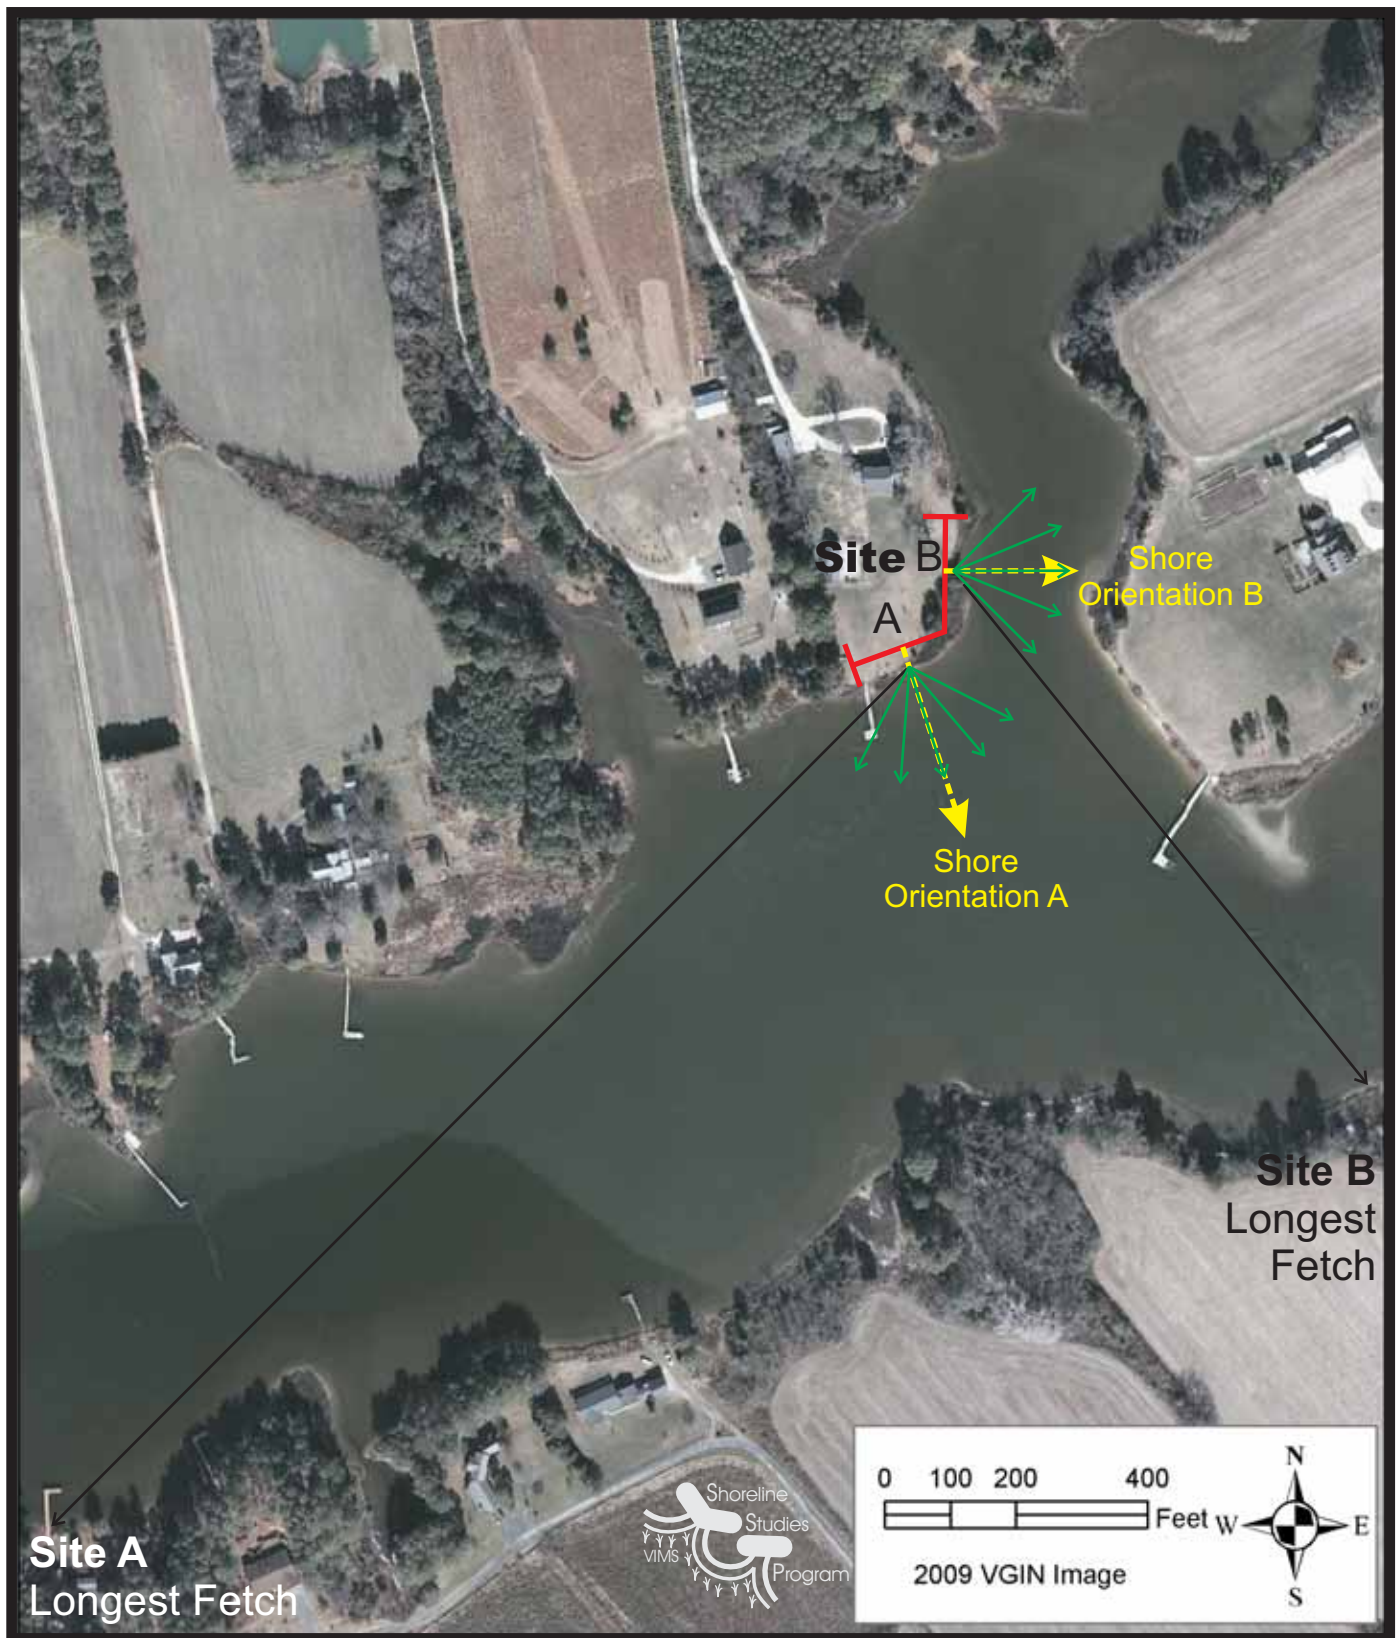 Site B
A
Shore
Orientation B
Shore
Orientation A
Site B
Longest
Fetch
Site A
Longest Fetch
Shoreline
Studies
VIMS
Program
0 100 200 400
Feet
2009 VGIN Image
N
W E
S